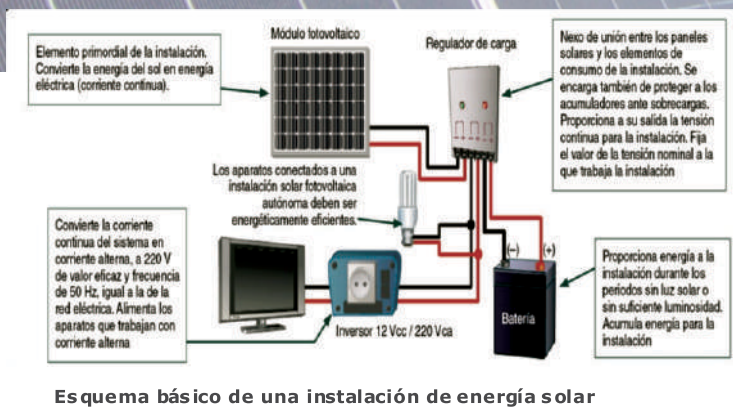 Elemento primordial de la instalación.
Convierte la energía del sol en energía
eléctrica (corriente continua).
Módulo fotovoltaico
Regulador de carga
Nexo de unión entre los paneles
solares y los elementos de
consumo de la instalación. Se
encarga también de proteger a los
acumuladores ante sobrecargas.
Proporciona a su salida la tensión
continua para la instalación. Fija
el valor de la tensión nominal a la
que trabaja la instalación
Los aparatos conectados a una
instalación solar fotovoltaica
autónoma deben ser
energéticamente eficientes.
Convierte la corriente
continua del sistema en
corriente alterna, a 220 V
de valor eficaz y frecuencia
de 50 Hz, igual a la de la
red eléctrica. Alimenta los
aparatos que trabajan con
corriente alterna
Inversor 12 Vcc / 220 Vca
(-)
(+)
Batería
Proporciona energía a la
instalación durante los
periodos sin luz solar o
sin suficiente luminosidad.
Acumula energía para la
instalación
Esquema básico de una instalación de energía solar